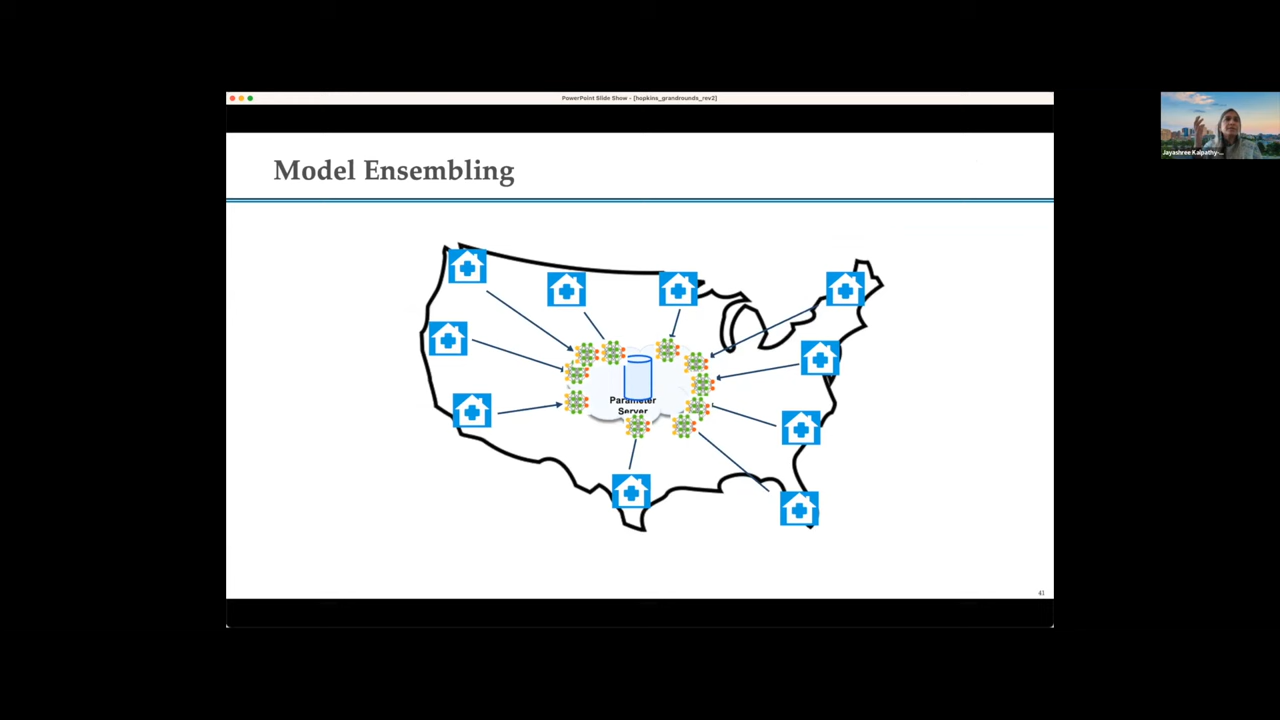 PowerPoint Slide Show - [hopkins_grandrounds_rev2]
Jayashree Kalpathy-...
Model Ensembling
Parameter
Server
41